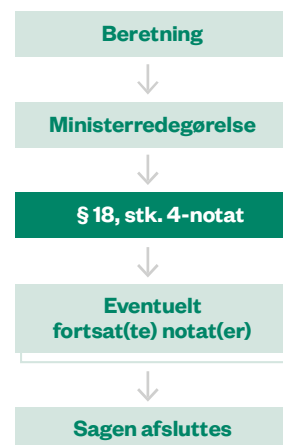 Beretning
Ministerredegørelse
§ 18, stk. 4-notat
Eventuelt
fortsat(te) notat(er)
Sagen afsluttes